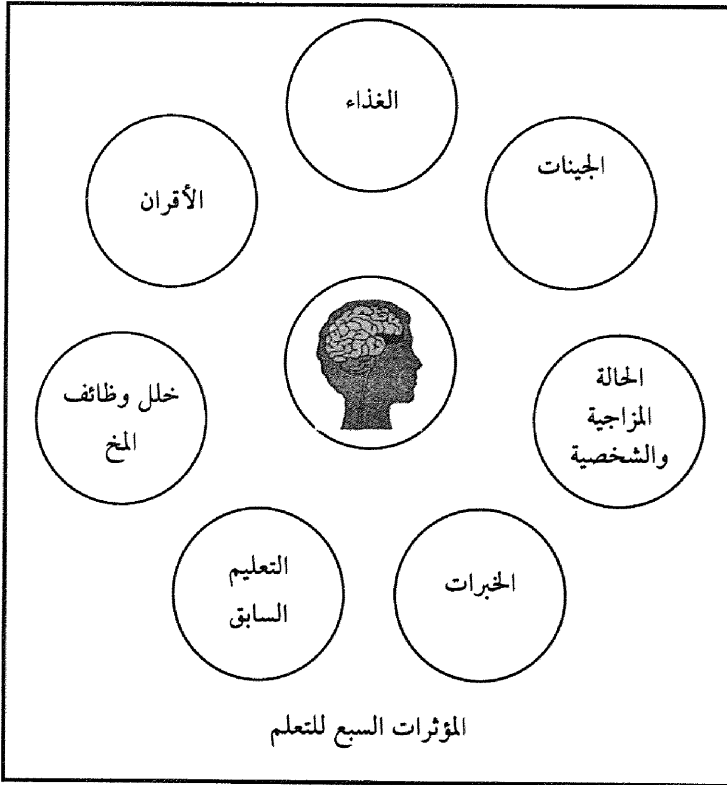 الغذاء
الجينات
الأقران
الحالة
المزاجية
والشخصية
خلل وظائف
المخ
الخبرات
التعليم
السابق
المؤثرات السبع للتعلم